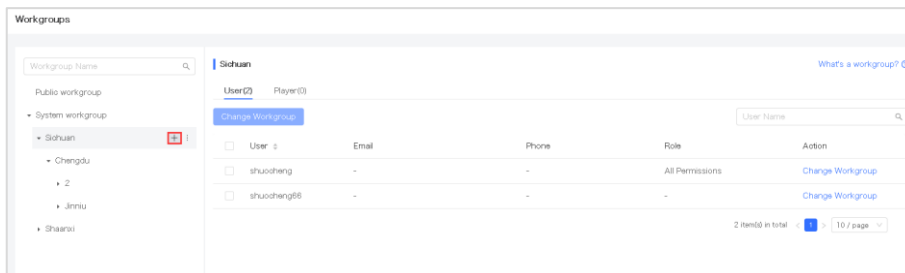 Workgroups
Workgroup Name
Public workgroup
System workgroup
Sichuan
Chengdu
2
Jinniu
Shaanxi
Sichuan
What's a workgroup?
User(2) Player(0)
Change Workgroup
User Name
User Email Phone Role Action
shuocheng - - All Permissions Change Workgroup
shuocheng66 - - - Change Workgroup
2 item(s) in total < 1 > 10 / page